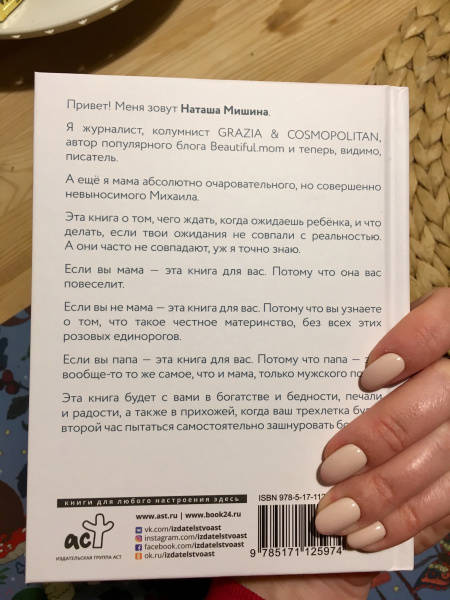 Привет! Меня зовут Наташа Мишина.
Я журналист, колумнист GRAZIA & COSMOPOLITAN,
автор популярного блога Beautiful.mom и теперь, видимо,
писатель.
А ещё я мама абсолютно очаровательного, но совершенно
невыносимого Михаила.
Эта книга о том, чего ждать, когда ожидаешь ребёнка, и что
делать, если твои ожидания не совпали с реальностью.
А они часто не совпадают, уж я точно знаю.
Если вы мама — эта книга для вас. Потому что она вас
повеселит.
Если вы не мама — эта книга для вас. Потому что вы узнаете
о том, что такое честное материнство, без всех этих
розовых единорогов.
Если вы папа — эта книга для вас. Потому что папа —
вообще-то то же самое, что и мама, только мужского
Эта книга будет с вами в богатстве и бедности, печали
и радости, а также в прихожей, когда ваш трехлетка
второй час пытаться самостоятельно зашнуровать
книги для любого настроения здесь
www.ast.ru | www.book24.ru
vk.com/izdatelstvoast
instagram.com/izdatelstvoast
facebook.com/izdatelstvoast
ok.ru/izdatelstvoast
аст
ИЗДАТЕЛЬСКАЯ ГРУППА АСТ
ISBN 978-5-17-11
9 785171 125974